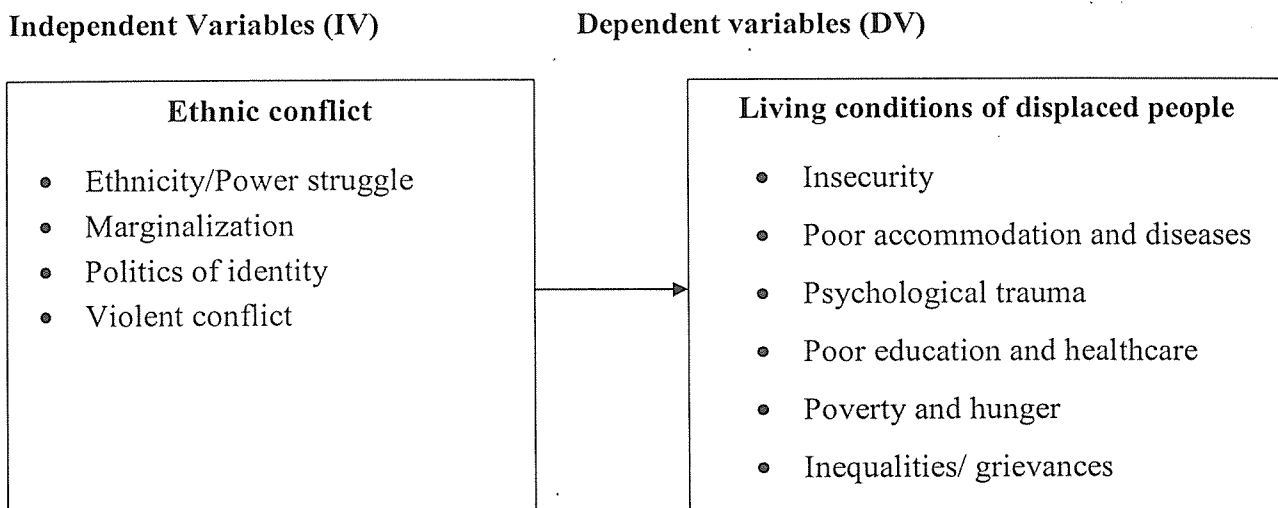 Independent Variables (IV)
Dependent variables (DV)
Ethnic conflict
• Ethnicity/Power struggle
• Marginalization
• Politics of identity
• Violent conflict
Living conditions of displaced people
• Insecurity
• Poor accommodation and diseases
• Psychological trauma
• Poor education and healthcare
• Poverty and hunger
• Inequalities/ grievances